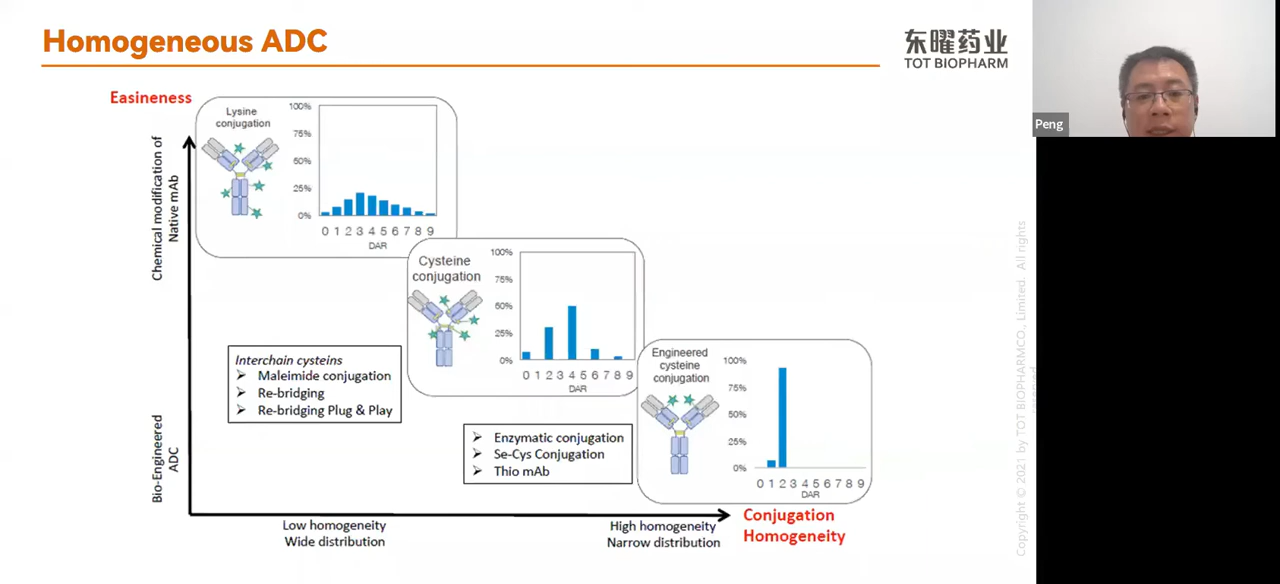 Homogeneous ADC
东曜药业
TOT BIOPHARM
Peng
Easineness
Chemical modification of
Native mAb
Bio-Engineered
ADC
Lysine
conjugation
100%
75%
50%
25%
0%
0 1 2 3 4 5 6 7 8 9
DAR
Cysteine
conjugation
100%
75%
50%
25%
0%
0 1 2 3 4 5 6 7 8 9
DAR
Interchain cysteins
➢ Maleimide conjugation
➢ Re-bridging
➢ Re-bridging Plug & Play
Engineered
cysteine
conjugation
100%
75%
50%
25%
0%
0 1 2 3 4 5 6 7 8 9
DAR
➢ Enzymatic conjugation
➢ Se-Cys Conjugation
➢ Thio mAb
Low homogeneity
Wide distribution
High homogeneity
Narrow distribution
Conjugation
Homogeneity
Copyright © 2021 by TOT BIOPHARMCO., Limited. All rights
reserved